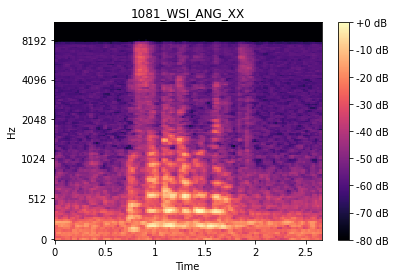 1081_WSI_ANG_XX
+0 dB
8192
-10 dB
4096
-20 dB
-30 dB
2048
Hz
-40 dB
1024
-50 dB
512
-60 dB
-70 dB
0
-80 dB
0 0.5 1 1.5 2 2.5
Time